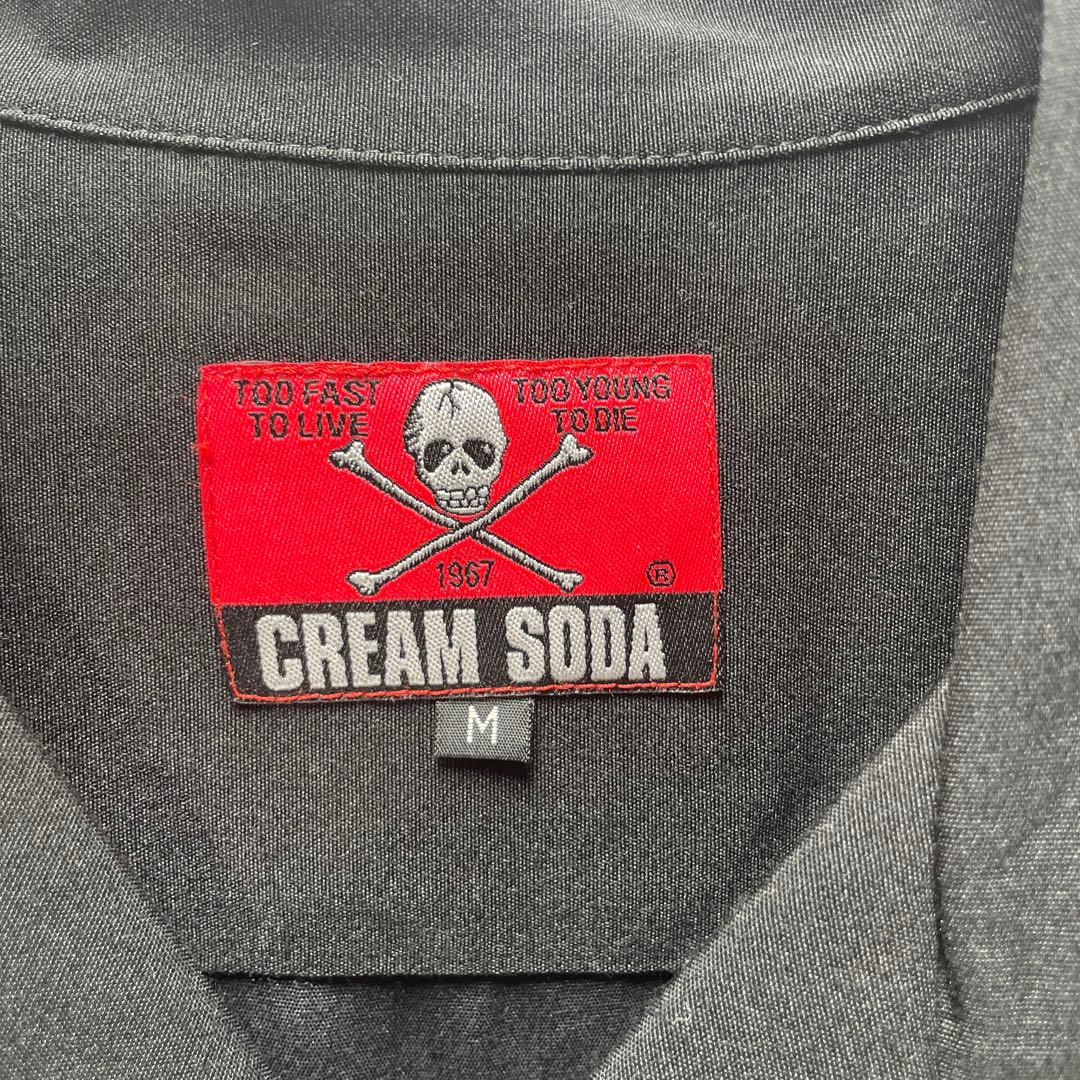 TOO FAST
TO LIVE
TOO YOUNG
TO DIE
1967
®
CREAM SODA
M